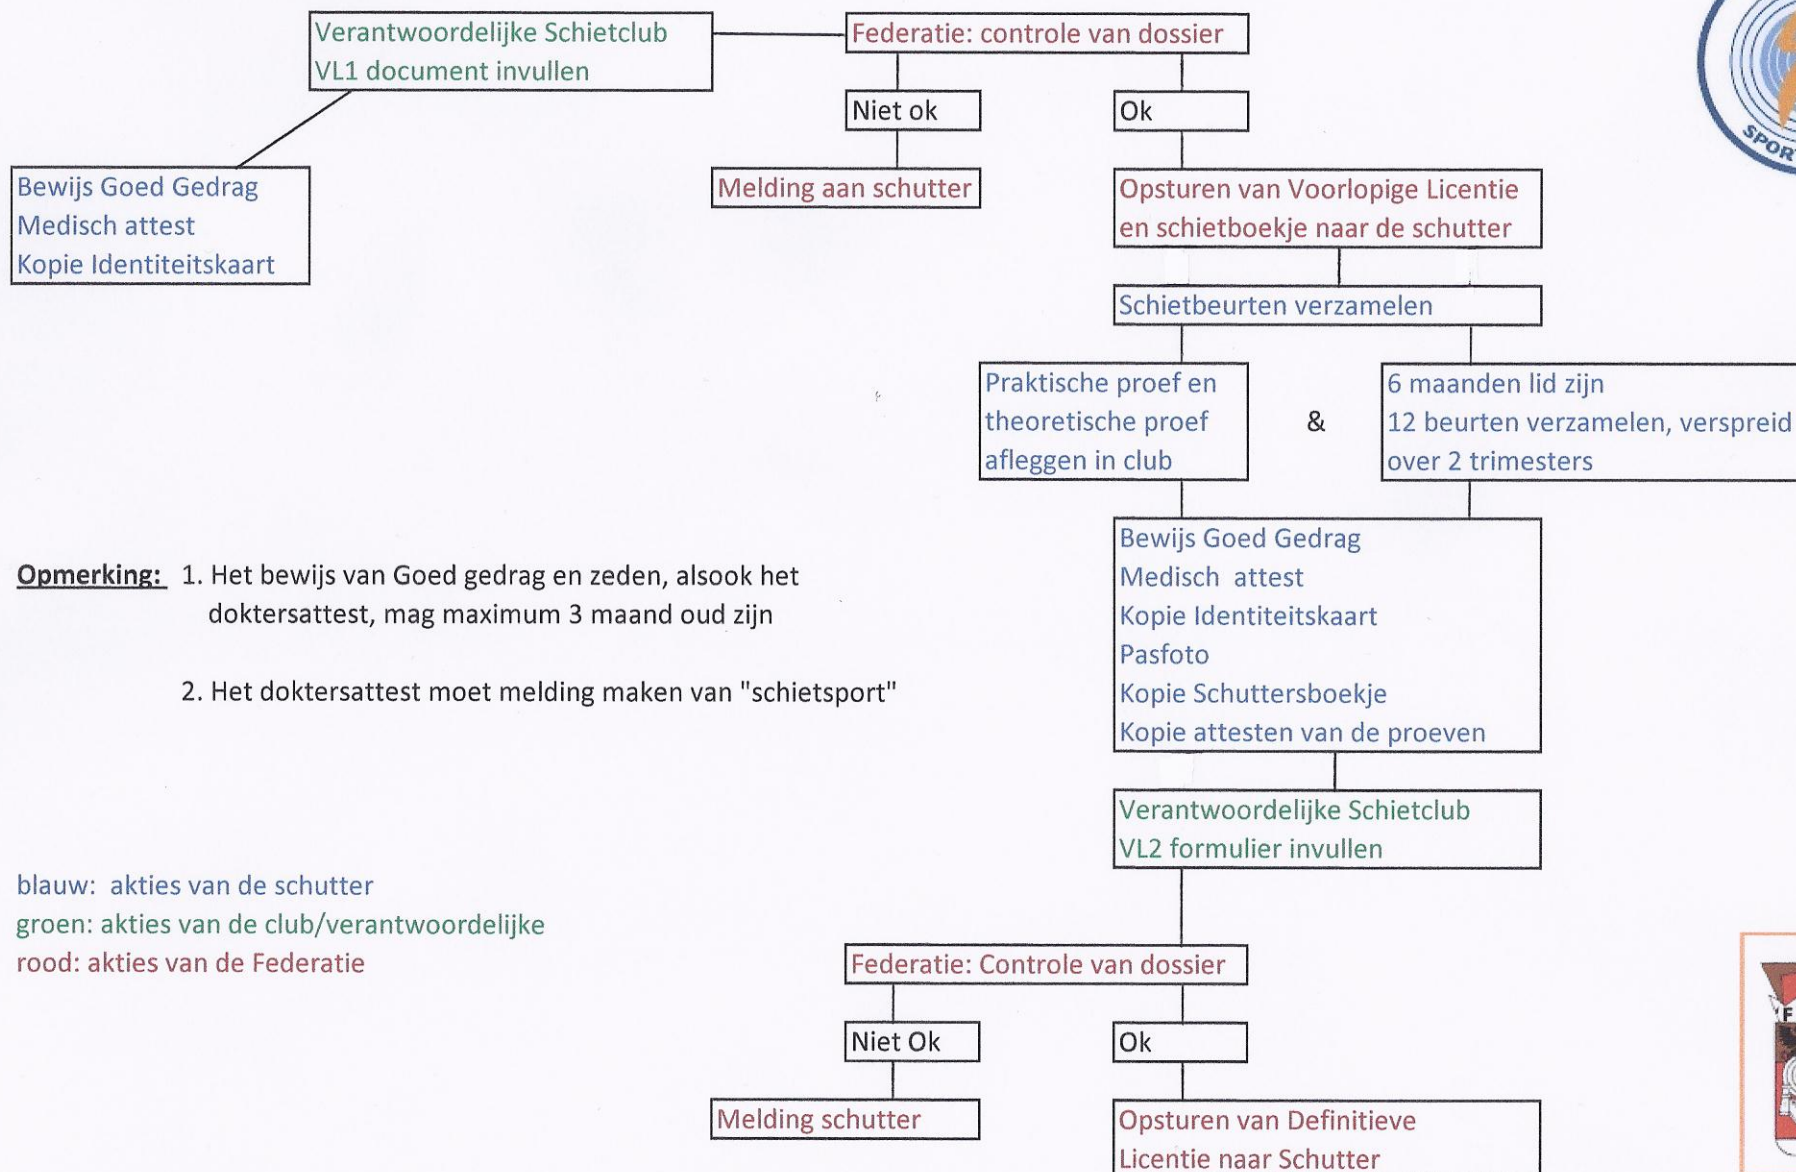 Verantwoordelijke Schietclub
VL1 document invullen
Federatie: controle van dossier
Niet ok
Ok
Bewijs Goed Gedrag
Medisch attest
Kopie Identiteitskaart
Melding aan schutter
Opsturen van Voorlopige Licentie
en schietboekje naar de schutter
Schietbeurten verzamelen
Praktische proef en
theoretische proef
afleggen in club
&
6 maanden lid zijn
12 beurten verzamelen, verspreid
over 2 trimesters
Opmerking: 1. Het bewijs van Goed gedrag en zeden, alsook het
doktersattest, mag maximum 3 maand oud zijn
2. Het doktersattest moet melding maken van "schietsport"
Bewijs Goed Gedrag
Medisch attest
Kopie Identiteitskaart
Pasfoto
Kopie Schuttersboekje
Kopie attesten van de proeven
Verantwoordelijke Schietclub
VL2 formulier invullen
blauw: akties van de schutter
groen: akties van de club/verantwoordelijke
rood: akties van de Federatie
Federatie: Controle van dossier
Niet Ok
Ok
Melding schutter
Opsturen van Definitieve
Licentie naar Schutter